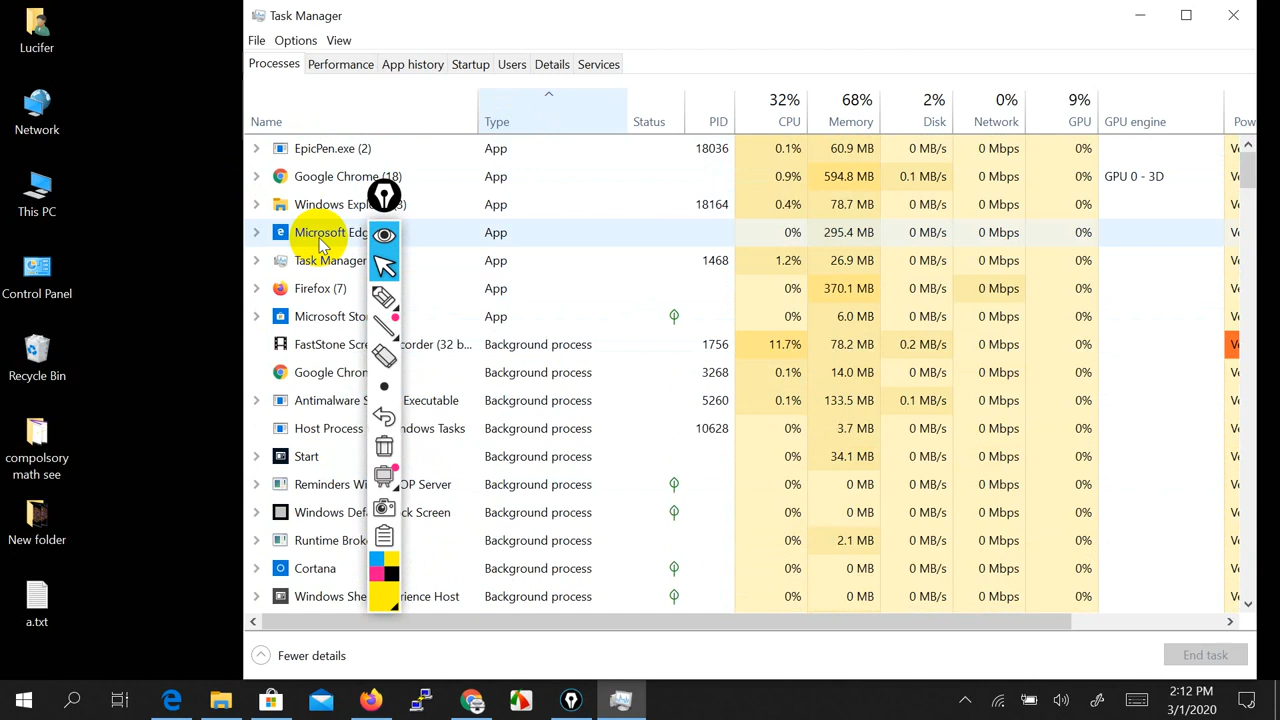 Lucifer
Network
This PC
Control Panel
Recycle Bin
compolsory
math see
New folder
a.txt
Task Manager
File Options View
Processes Performance App history Startup Users Details Services
32% 68% 2% 0% 9%
Name Type Status PID CPU Memory Disk Network GPU GPU engine Pow
EpicPen.exe (2) App 18036 0.1% 60.9 MB 0 MB/s 0 Mbps 0%
Google Chrome (18) App 0.9% 594.8 MB 0.1 MB/s 0 Mbps 0% GPU 0 - 3D
Windows Exp 3) App 18164 0.4% 78.7 MB 0 MB/s 0 Mbps 0%
Microsoft Edg App 0% 295.4 MB 0 MB/s 0 Mbps 0%
Task Manager App 1468 1.2% 26.9 MB 0 MB/s 0 Mbps 0%
Firefox (7) App 0% 370.1 MB 0 MB/s 0 Mbps 0%
Microsoft Sto App 0% 6.0 MB 0 MB/s 0 Mbps 0%
FastStone Scre order (32 b... Background process 1756 11.7% 78.2 MB 0.2 MB/s 0 Mbps 0%
Google Chron Background process 3268 0.1% 14.0 MB 0 MB/s 0 Mbps 0%
Antimalware S Executable Background process 5260 0.1% 133.5 MB 0.1 MB/s 0 Mbps 0%
Host Process ndows Tasks Background process 10628 0% 3.7 MB 0 MB/s 0 Mbps 0%
Start Background process 0% 34.1 MB 0 MB/s 0 Mbps 0%
Reminders Wi OP Server Background process 0% 0 MB 0 MB/s 0 Mbps 0%
Windows Def ck Screen Background process 0% 0 MB 0 MB/s 0 Mbps 0%
Runtime Brok Background process 0% 2.1 MB 0 MB/s 0 Mbps 0%
Cortana Background process 0% 0 MB 0 MB/s 0 Mbps 0%
Windows She xperience Host Background process 0% 0 MB 0 MB/s 0 Mbps 0%
Fewer details End task
2:12 PM
3/1/2020